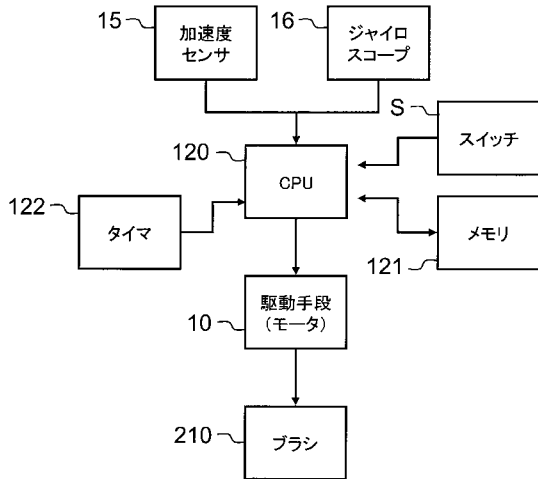 15
加速度
センサ
16
ジャイロ
スコープ
S
スイッチ
120
CPU
122
タイマ
メモリ
121
駆動手段
(モータ)
10
210
ブラシ